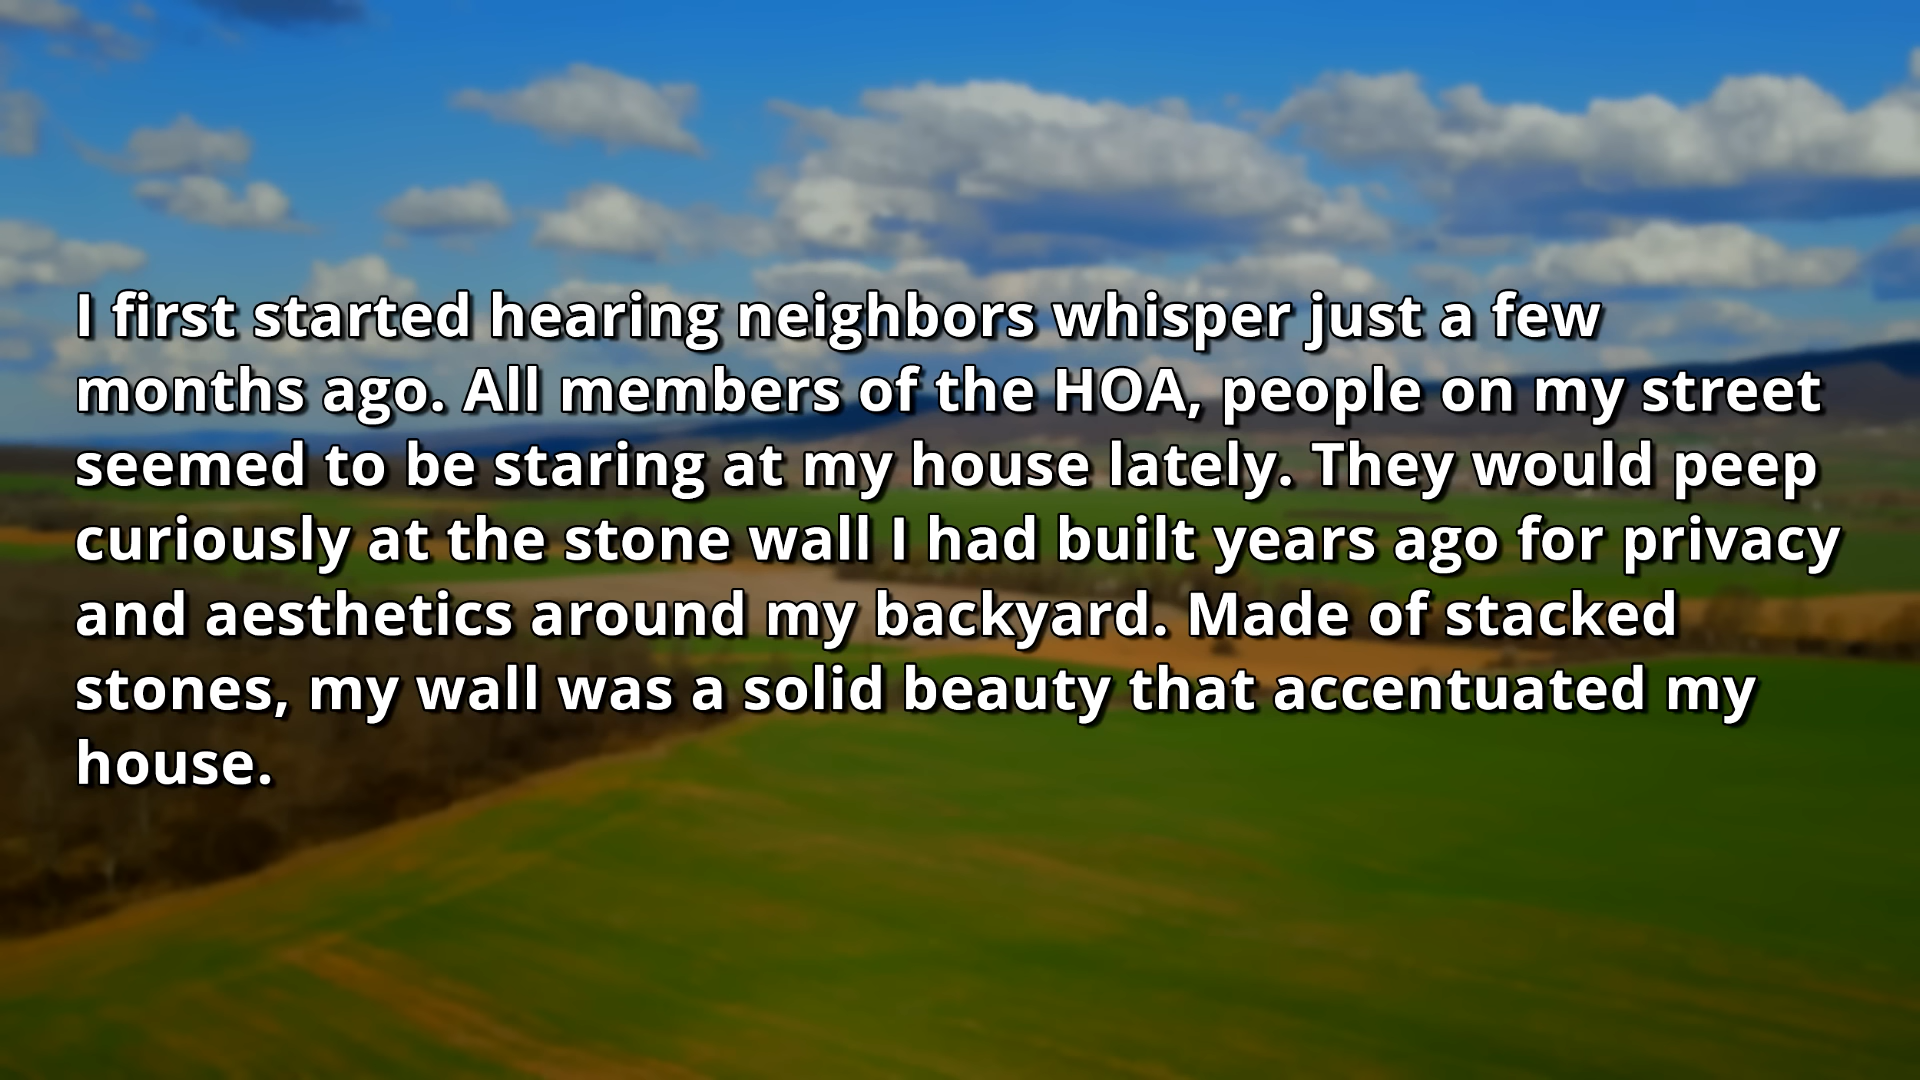 I first started hearing neighbors whisper just a few
months ago. All members of the HOA, people on my street
seemed to be staring at my house lately. They would peep
curiously at the stone wall I had built years ago for privacy
and aesthetics around my backyard. Made of stacked
stones, my wall was a solid beauty that accentuated my
house.